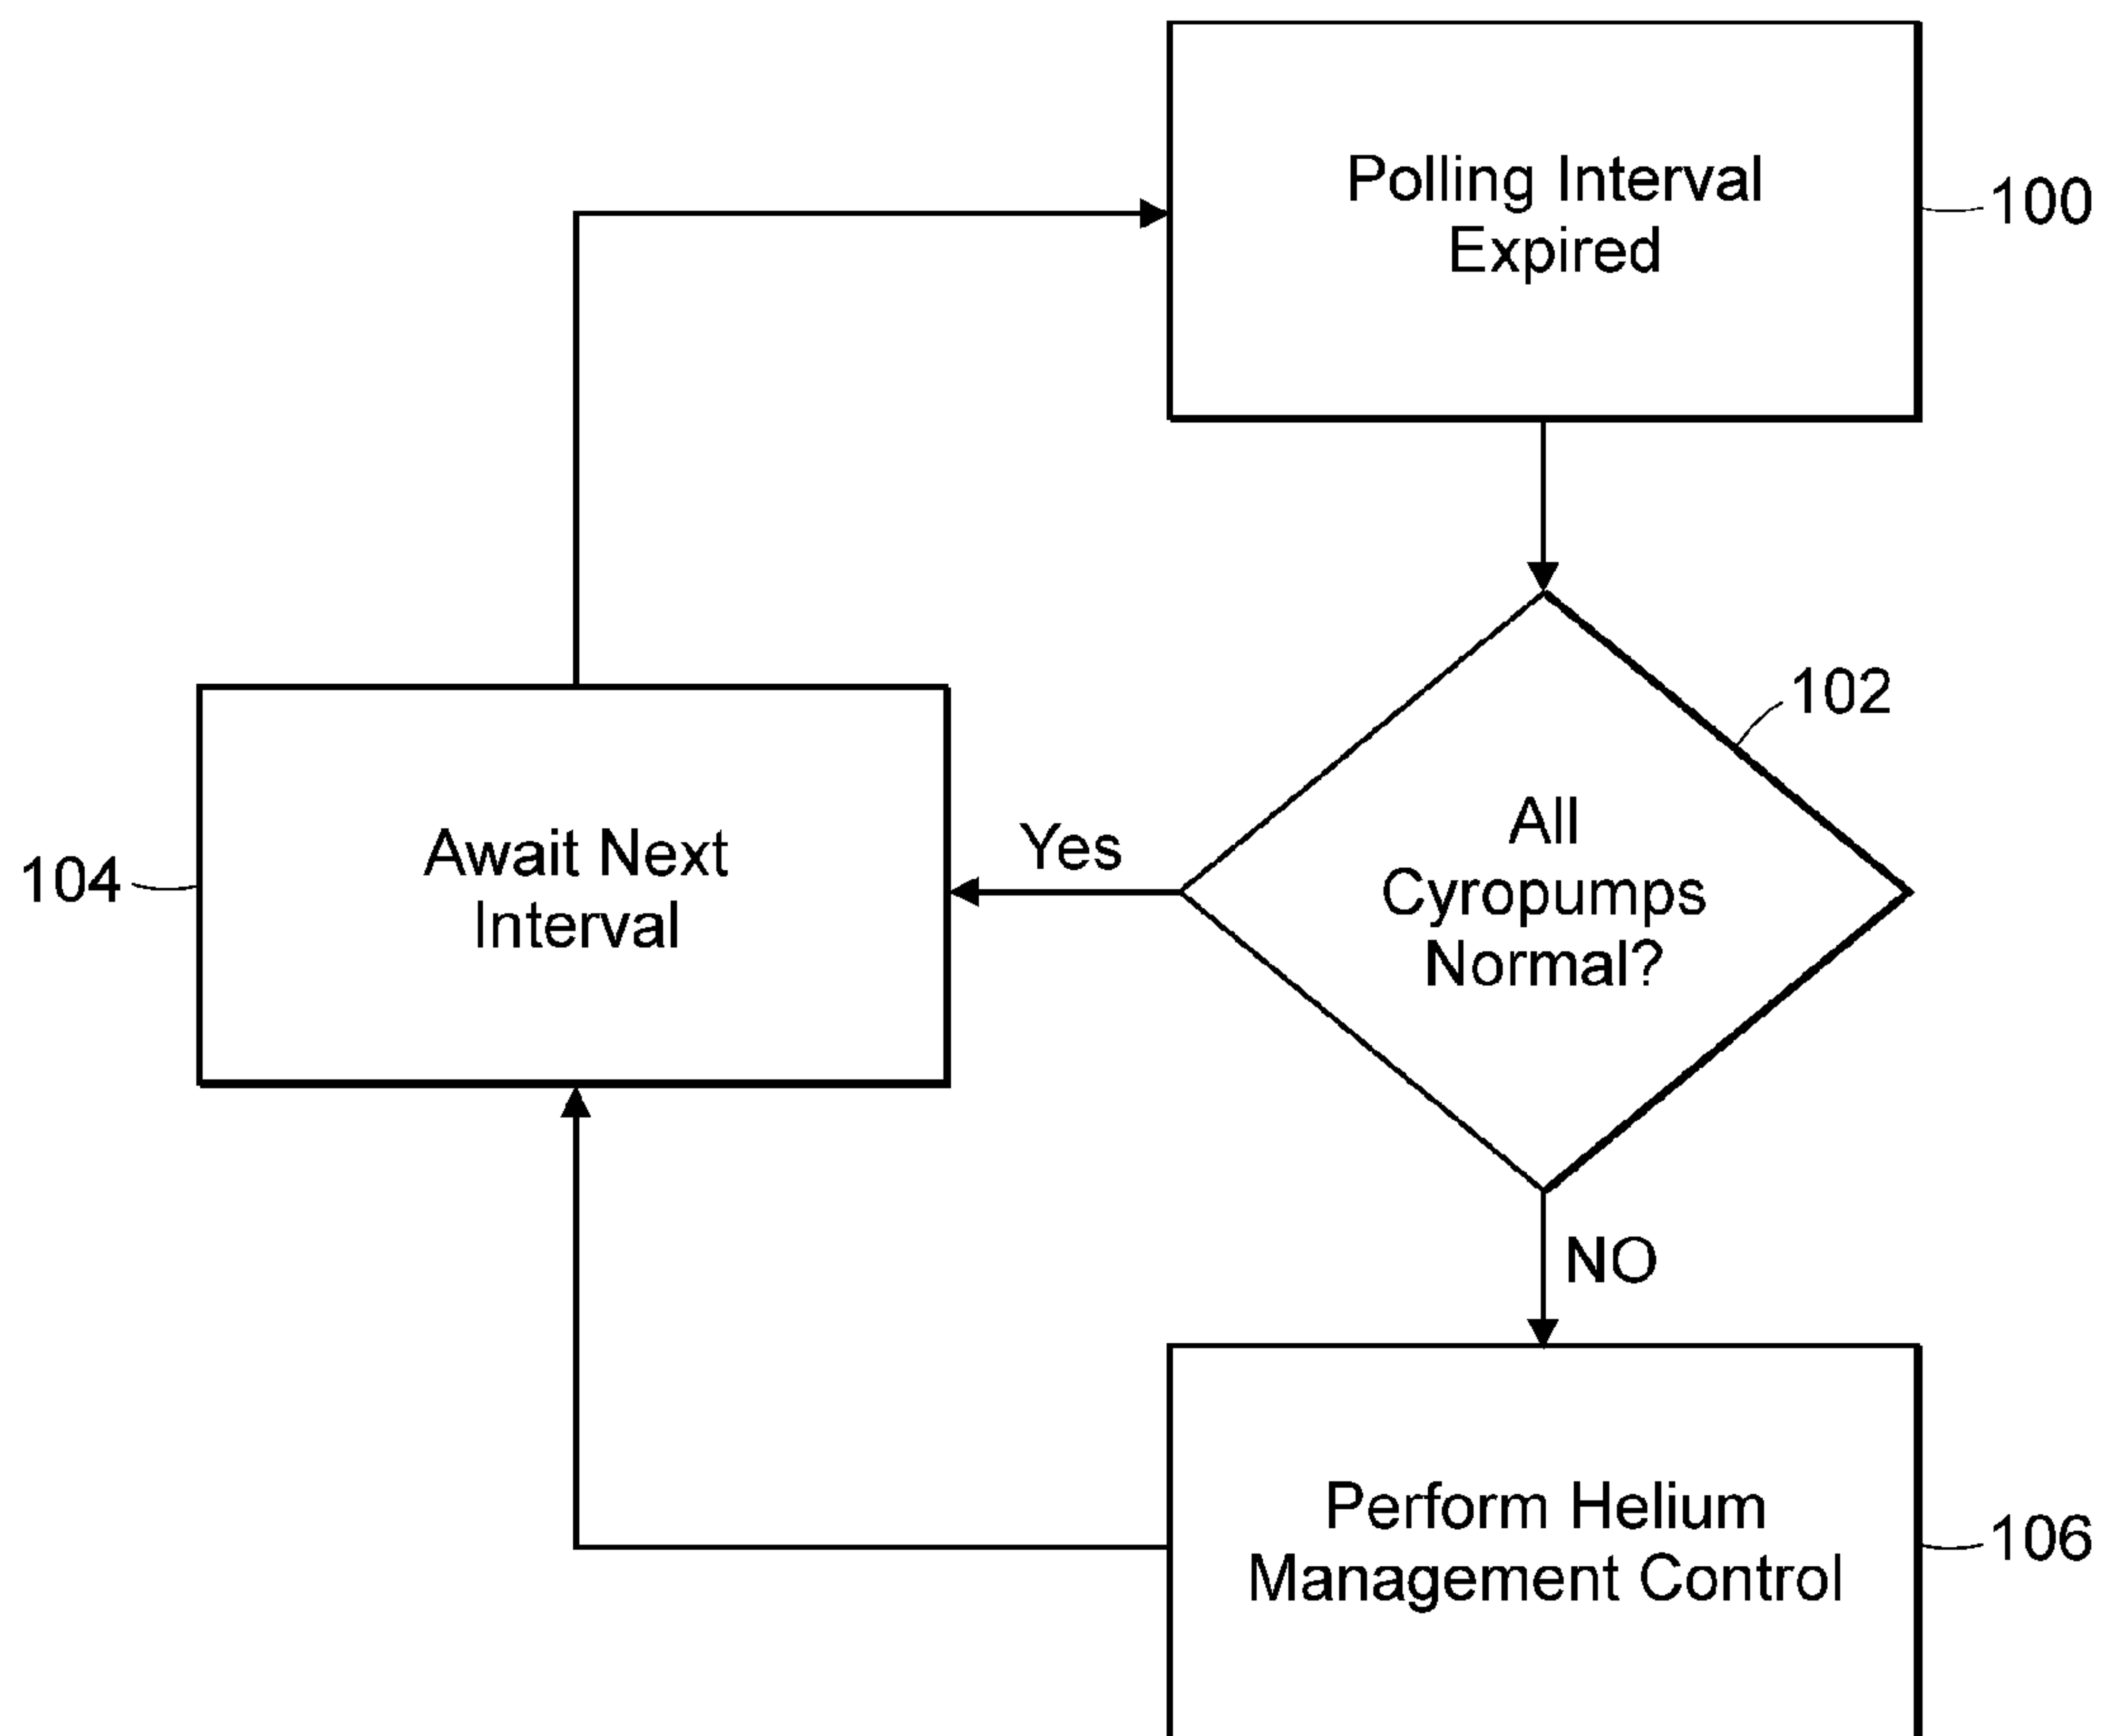 Polling Interval
Expired
100
102
All
Cyropumps
Normal?
Yes
Await Next
Interval
104
NO
Perform Helium
Management Control
106